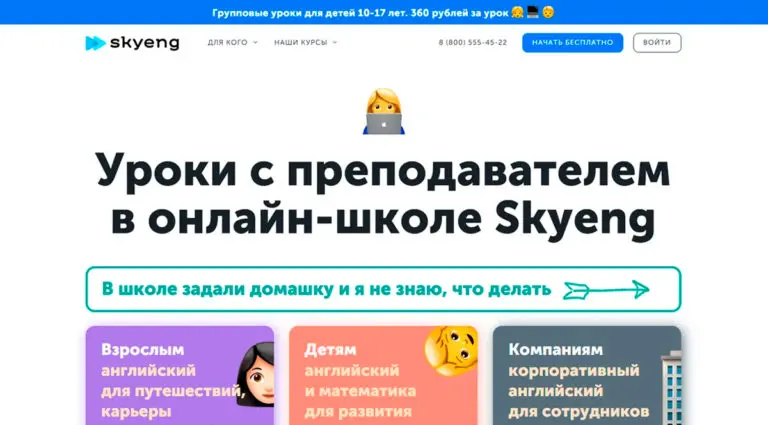 Групповые уроки для детей 10-17 лет. 360 рублей за урок
skyeng
ДЛЯ КОГО
НАШИ КУРСЫ
8 (800) 555-45-22
НАЧАТЬ БЕСПЛАТНО
ВОЙТИ
Уроки с преподавателем
в онлайн-школе Skyeng
В школе задали домашку и я не знаю, что делать
Взрослым
английский
для путешествий,
карьеры
Детям
английский
и математика
для развития
Компаниям
корпоративный
английский
для сотрудников